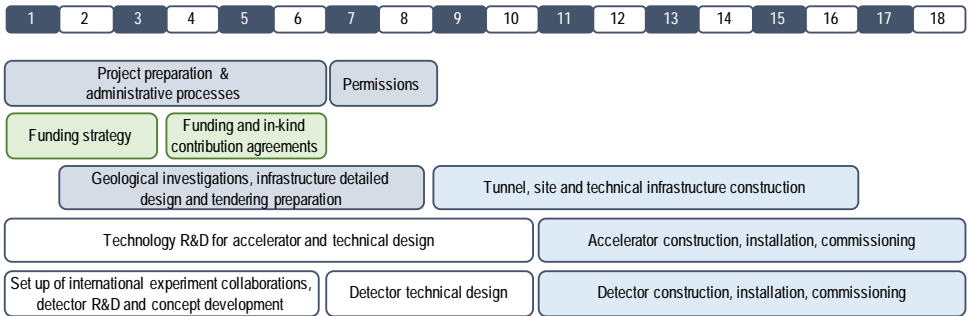 1 2 3 4 5 6 7 8 9 10 11 12 13 14 15 16 17 18
Project preparation &
administrative processes
Permissions
Funding strategy
Funding and in-kind
contribution agreements
Geological investigations, infrastructure detailed
design and tendering preparation
Tunnel, site and technical infrastructure construction
Technology R&D for accelerator and technical design
Accelerator construction, installation, commissioning
Set up of international experiment collaborations,
detector R&D and concept development
Detector technical design
Detector construction, installation, commissioning